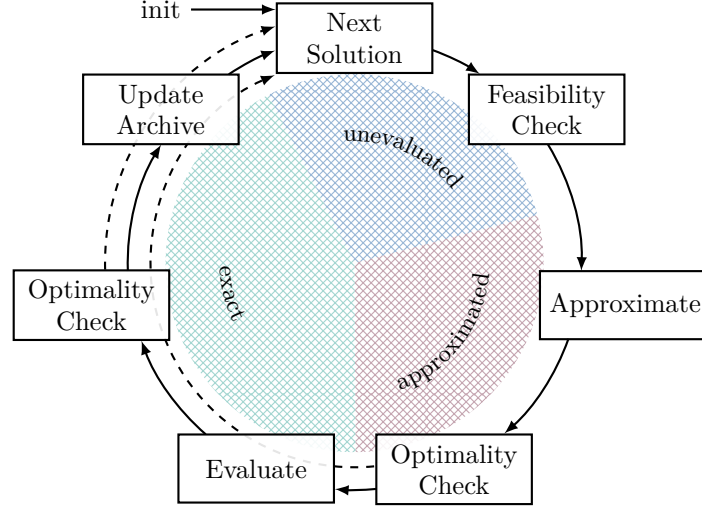 init
Next
Solution
Update
Archive
Feasibility
Check
unevaluated
exact
approximated
Optimality
Check
Approximate
Evaluate
Optimality
Check